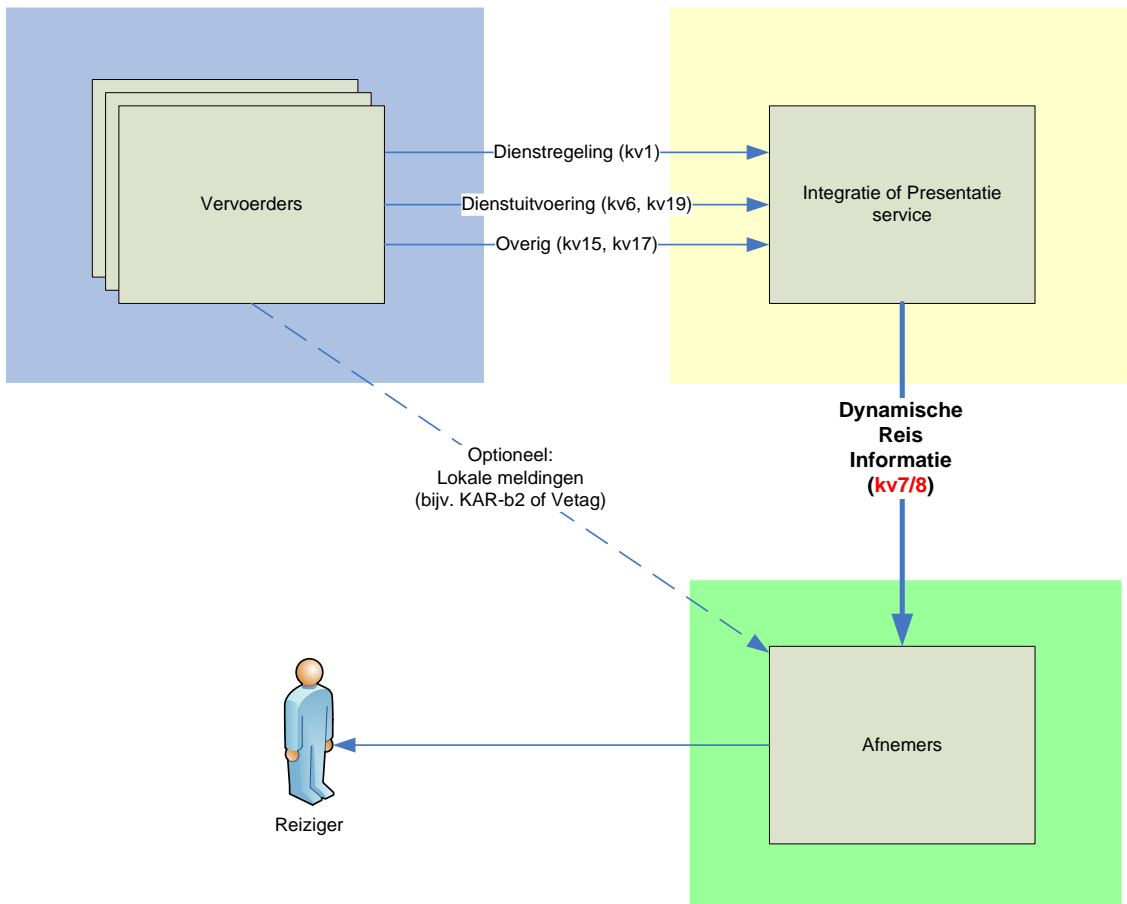 Vervoerders
Dienstregeling (kv1)
Dienstuitvoering (kv6, kv19)
Overig (kv15, kv17)
Integratie of Presentatie
service
Dynamische
Reis
Informatie
(kv7/8)
Optioneel:
Lokale meldingen
(bijv. KAR-b2 of Vetag)
Afnemers
Reiziger